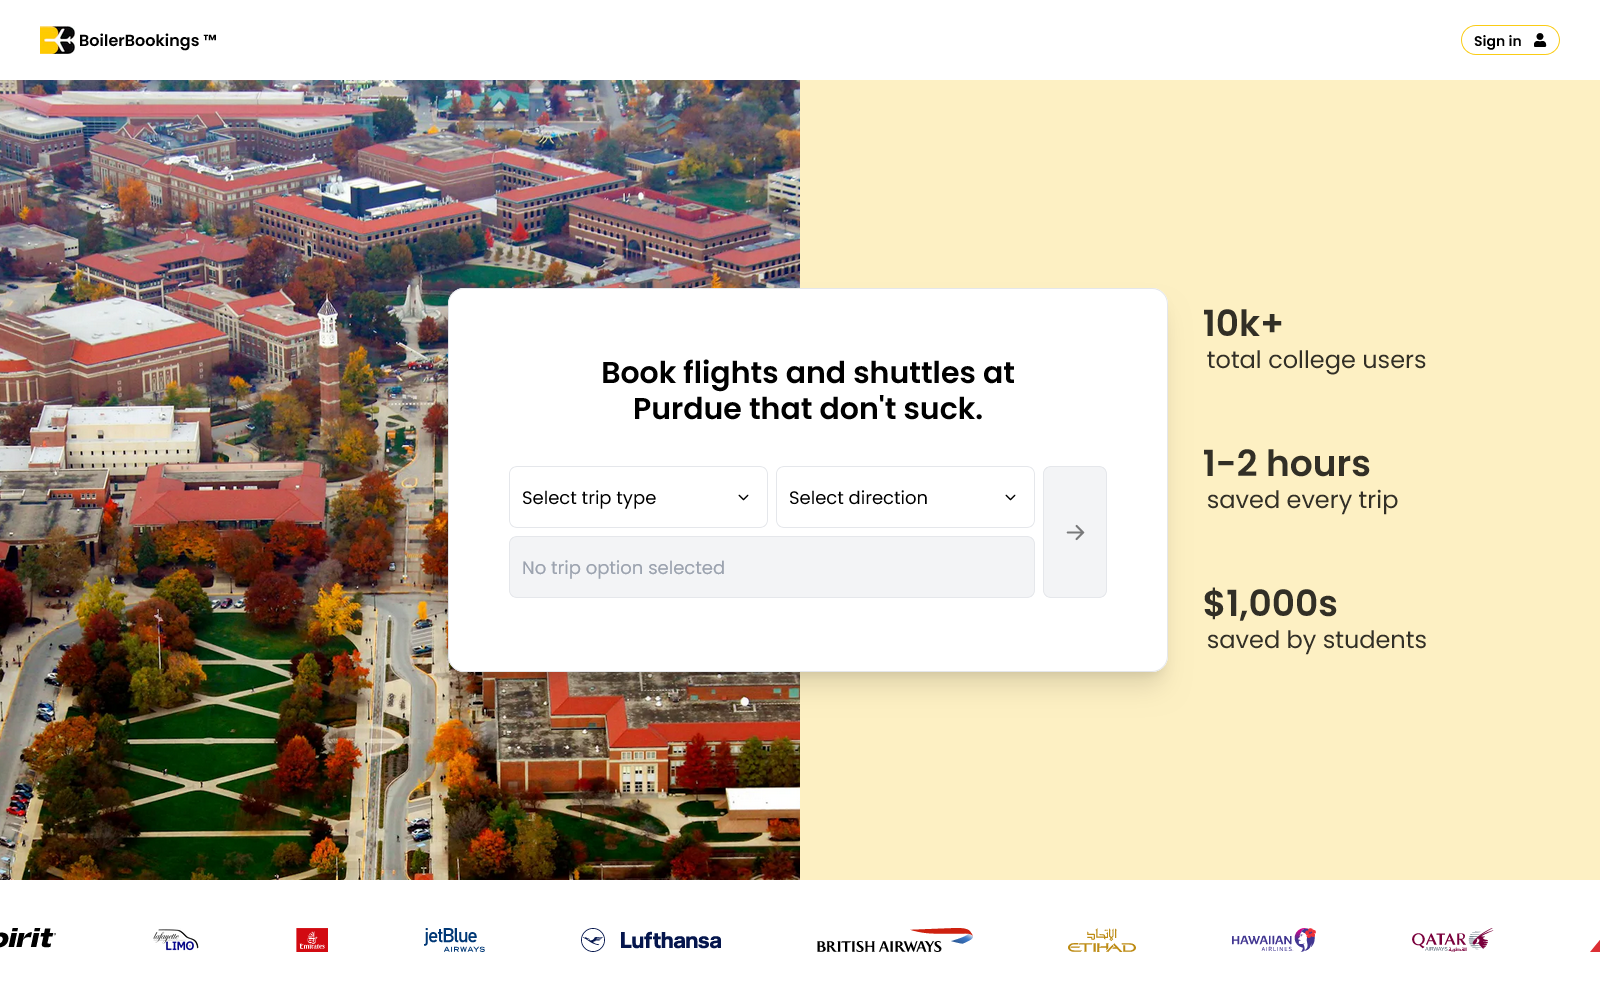 BoilerBookings ™
Sign in
Book flights and shuttles at
Purdue that don't suck.
Select trip type
Select direction
No trip option selected
10k+
total college users
1-2 hours
saved every trip
$1,000s
saved by students
pirit
lafayette
LIMO
Emirates
jetBlue
AIRWAYS
Lufthansa
BRITISH AIRWAYS
الإتحاد
ETIHAD
HAWAIIAN
AIRLINES
QATAR
AIRWAYS القطرية